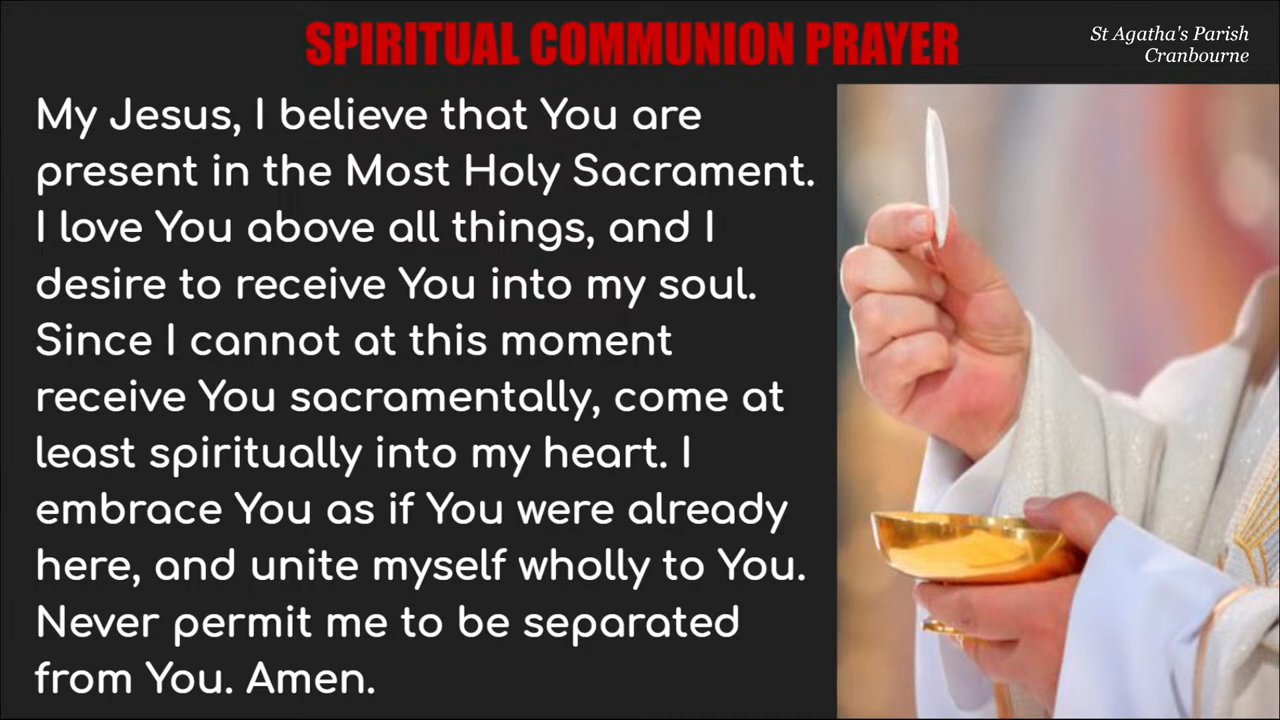 SPIRITUAL COMMUNION PRAYER
St Agatha's Parish
Cranbourne
My Jesus, I believe that You are
present in the Most Holy Sacrament.
I love You above all things, and I
desire to receive You into my soul.
Since I cannot at this moment
receive You sacramentally, come at
least spiritually into my heart. I
embrace You as if You were already
here, and unite myself wholly to You.
Never permit me to be separated
from You. Amen.